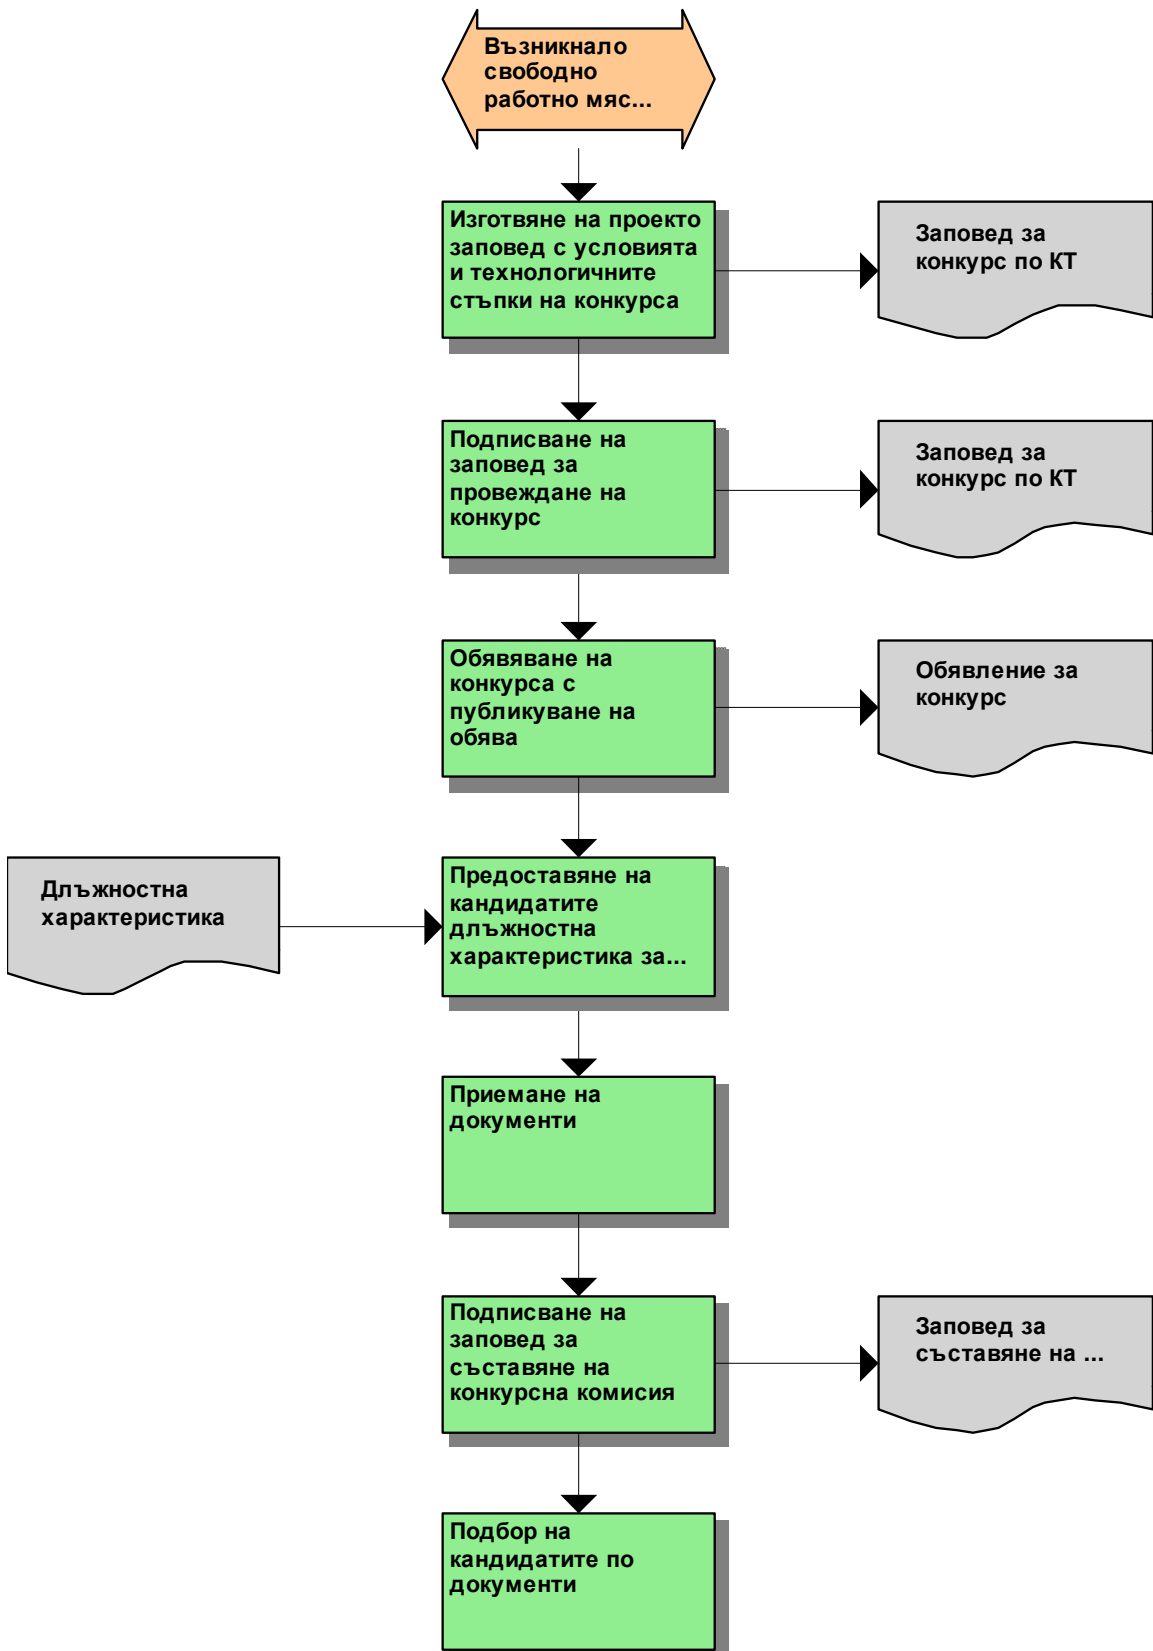 Възникнало
свободно
работно мяс...
Изготвяне на проекто
заповед с условията
и технологичните
стъпки на конкурса
Заповед за
конкурс по КТ
Подписване на
заповед за
провеждане на
конкурс
Заповед за
конкурс по КТ
Обявяване на
конкурса с
публикуване на
обява
Обявление за
конкурс
Длъжностна
характеристика
Предоставяне на
кандидатите
длъжностна
характеристика за...
Приемане на
документи
Подписване на
заповед за
съставяне на
конкурсна комисия
Заповед за
съставяне на ...
Подбор на
кандидатите по
документи